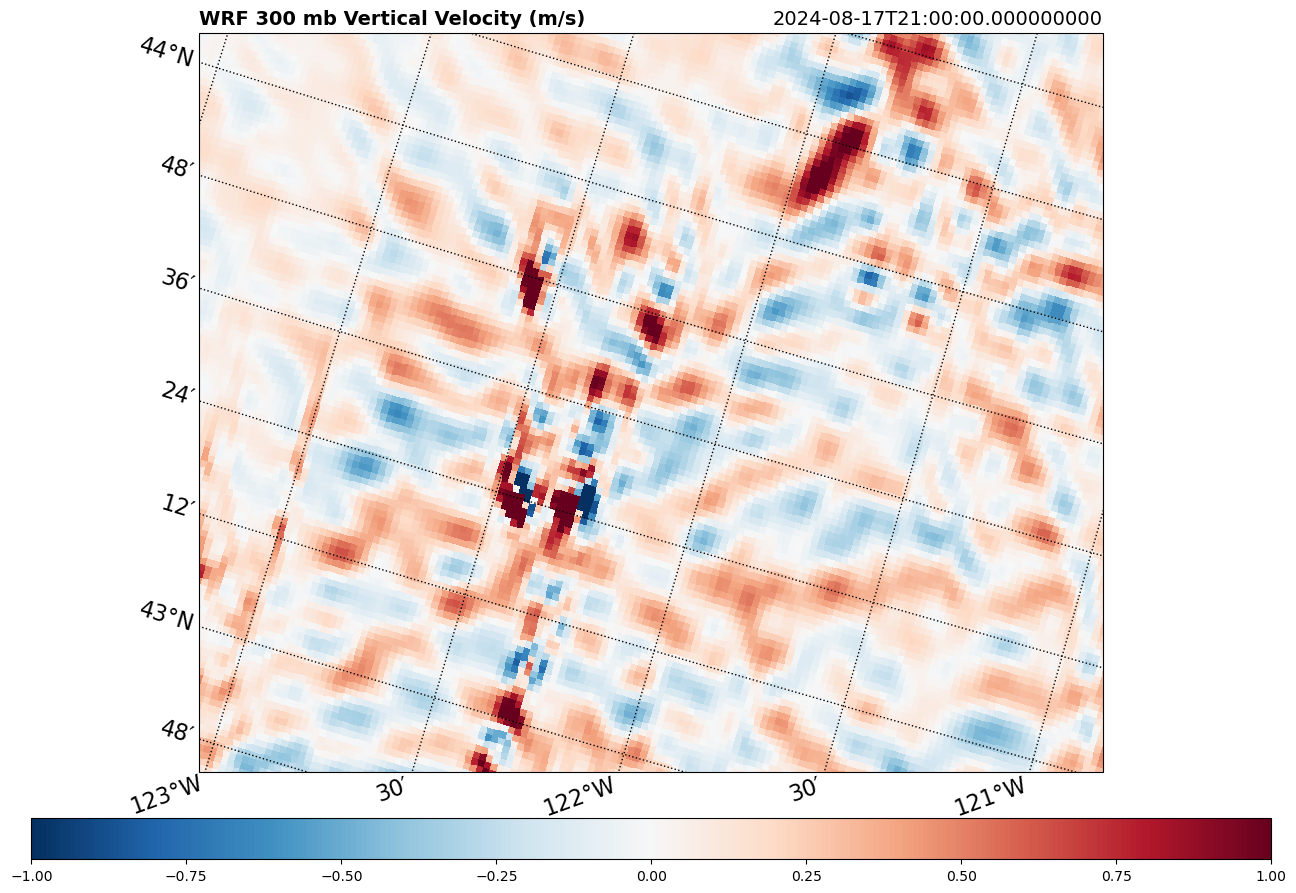 WRF 300 mb Vertical Velocity (m/s) 2024-08-17T21:00:00.000000000
44°N
48′
36′
24′
12′
43°N
48′
123°W 30′ 122°W 30′ 121°W
−1.00 −0.75 −0.50 −0.25 0.00 0.25 0.50 0.75 1.00